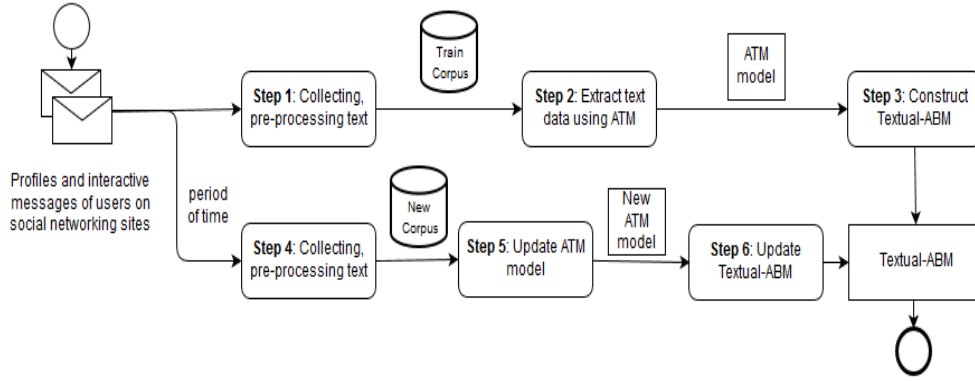 Train
Corpus
ATM
model
Step 1: Collecting,
pre-processing text
Step 2: Extract text
data using ATM
Step 3: Construct
Textual-ABM
Profiles and interactive
messages of users on
social networking sites
period
of time
New
Corpus
New
ATM
model
Step 4: Collecting,
pre-processing text
Step 5: Update ATM
model
Step 6: Update
Textual-ABM
Textual-ABM